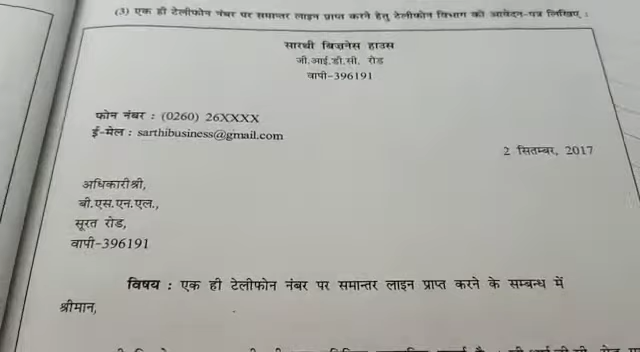 (3) एक ही टेलीफोन नंबर पर समान्तर लाइन प्राप्त करने हेतु टेलीफोन विभाग को आवेदन-पत्र लिखिए :
सारथी बिज़नेस हाउस
जी.आई.डी.सी. रोड
वापी-396191
फोन नंबर : (0260) 26XXXX
ई-मेल : sarthibusiness@gmail.com
2 सितम्बर, 2017
अधिकारीश्री,
बी.एस.एन.एल.,
सूरत रोड,
वापी-396191
विषय : एक ही टेलीफोन नंबर पर समान्तर लाइन प्राप्त करने के सम्बन्ध में
श्रीमान,